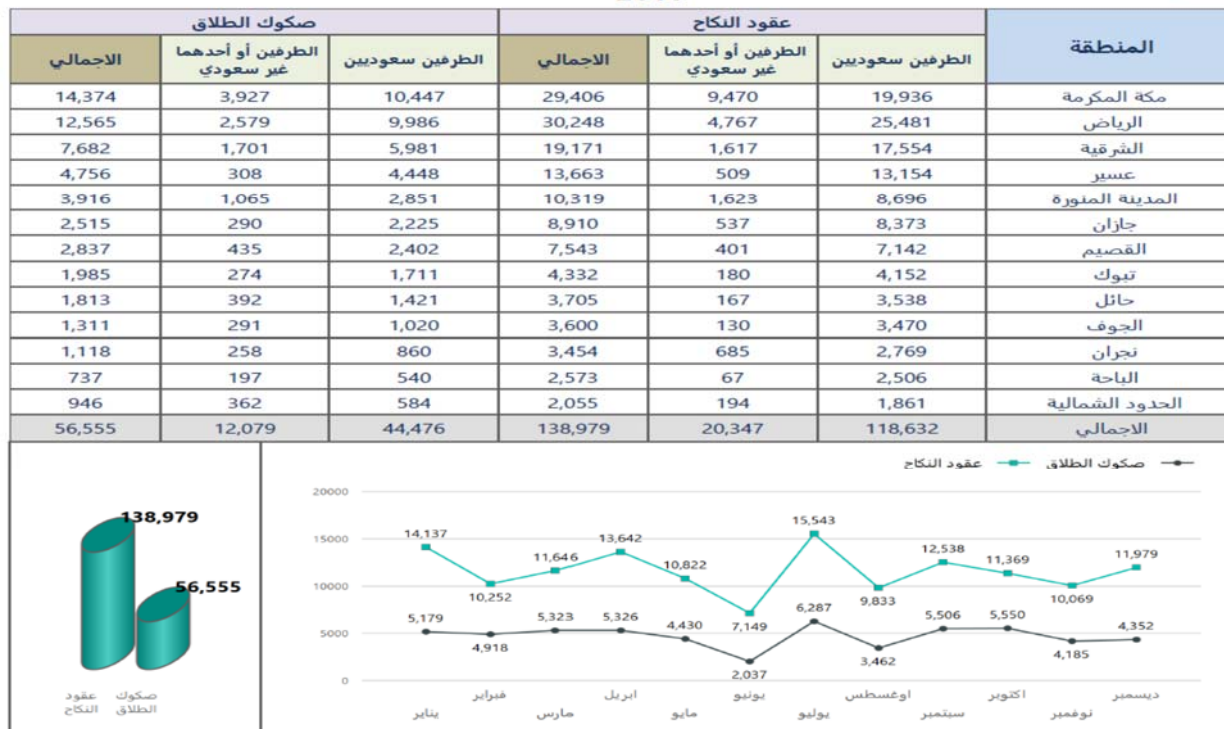 عقود النكاح صكوك الطلاق
المنطقة
الطرفين سعوديين الطرفين أو أحدهما غير سعودي الاجمالي الطرفين سعوديين الطرفين أو أحدهما غير سعودي الاجمالي
مكة المكرمة 19,936 9,470 29,406 10,447 3,927 14,374
الرياض 25,481 4,767 30,248 9,986 2,579 12,565
الشرقية 17,554 1,617 19,171 5,981 1,701 7,682
عسير 13,154 509 13,663 4,448 308 4,756
المدينة المنورة 8,696 1,623 10,319 2,851 1,065 3,916
جازان 8,373 537 8,910 2,225 290 2,515
القصيم 7,142 401 7,543 2,402 435 2,837
تبوك 4,152 180 4,332 1,711 274 1,985
حائل 3,538 167 3,705 1,421 392 1,813
الجوف 3,470 130 3,600 1,020 291 1,311
نجران 2,769 685 3,454 860 258 1,118
الباحة 2,506 67 2,573 540 197 737
الحدود الشمالية 1,861 194 2,055 584 362 946
الاجمالي 118,632 20,347 138,979 44,476 12,079 56,555
صكوك الطلاق عقود النكاح
20000
15000
10000
5000
0
14,137 10,252 11,646 13,642 10,822 7,149 15,543 9,833 12,538 11,369 10,069 11,979
5,179 4,918 5,323 5,326 4,430 2,037 6,287 3,462 5,506 5,550 4,185 4,352
يناير فبراير مارس ابريل مايو يونيو يوليو اوغسطس سبتمبر اكتوبر نوفمبر ديسمبر
138,979
56,555
عقود النكاح
صكوك الطلاق